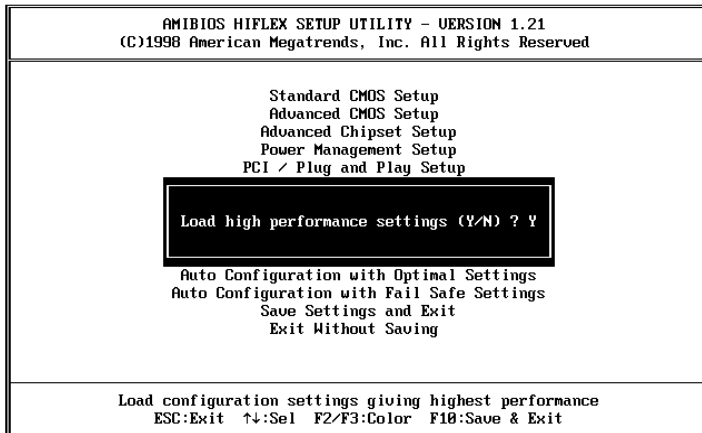 AMIBIOS HIFLEX SETUP UTILITY - VERSION 1.21
(C)1998 American Megatrends, Inc. All Rights Reserved
Standard CMOS Setup
Advanced CMOS Setup
Advanced Chipset Setup
Power Management Setup
PCI / Plug and Play Setup
Load high performance settings (Y/N) ? Y
Auto Configuration with Optimal Settings
Auto Configuration with Fail Safe Settings
Save Settings and Exit
Exit Without Saving
Load configuration settings giving highest performance
ESC:Exit ↑↓:Sel F2/F3:Color F10:Save & Exit